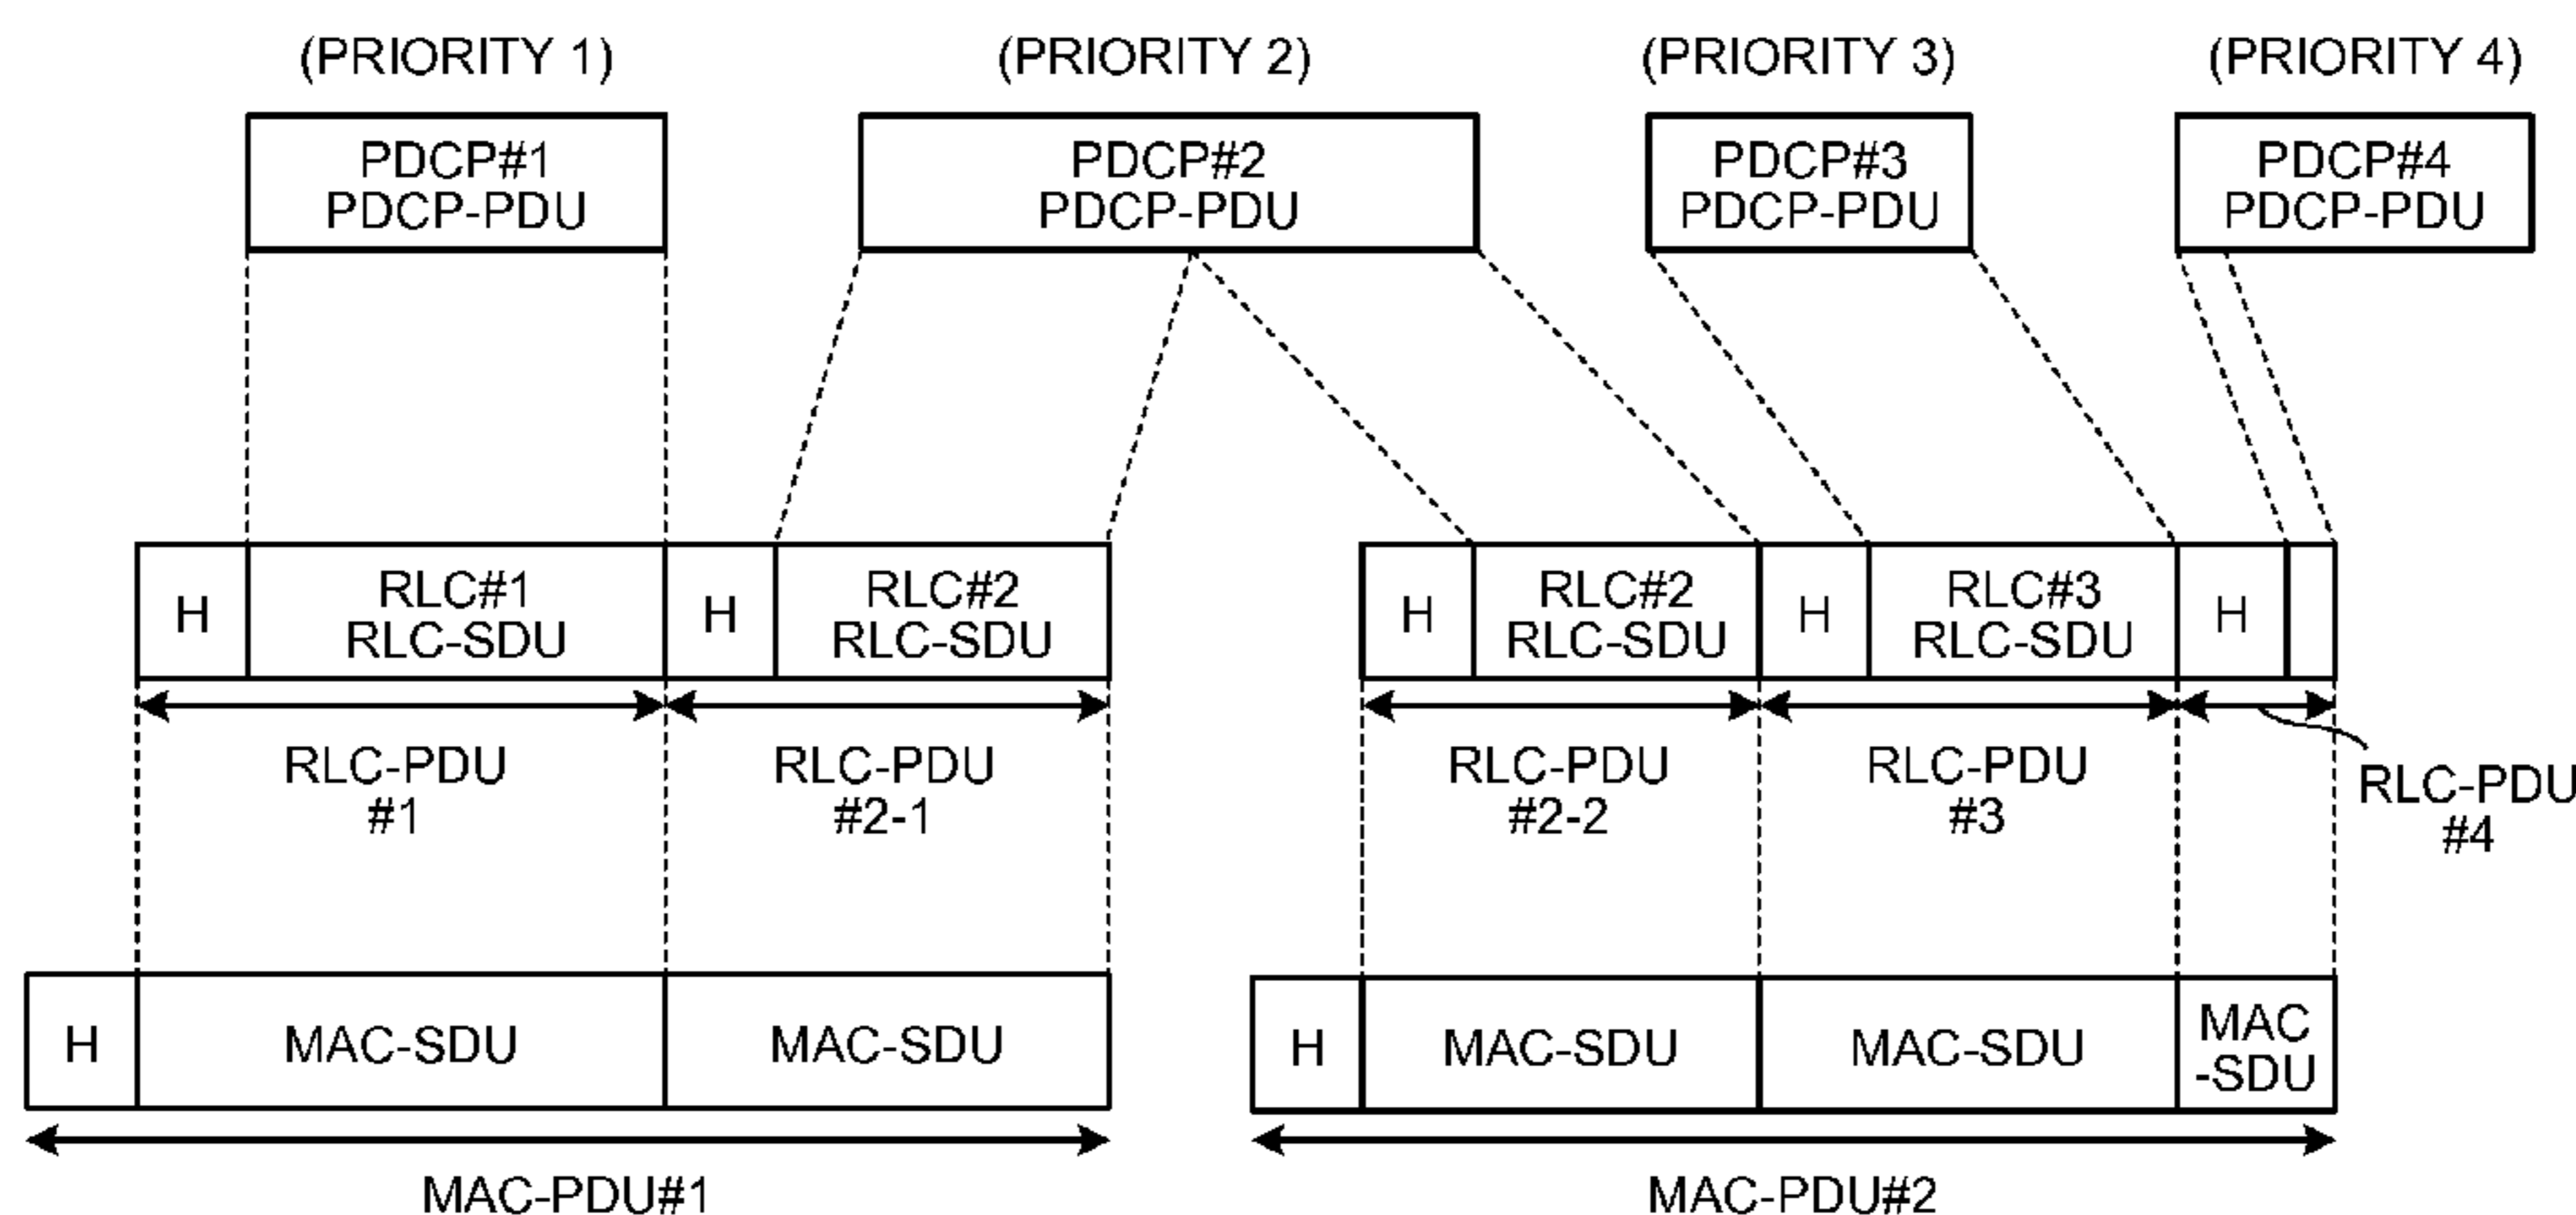 (PRIORITY 1) (PRIORITY 2) (PRIORITY 3) (PRIORITY 4)
PDCP#1 PDCP#2 PDCP#3 PDCP#4
PDCP-PDU PDCP-PDU PDCP-PDU PDCP-PDU
H RLC#1 H RLC#2 H RLC#2 H RLC#3 H
RLC-SDU RLC-SDU RLC-SDU RLC-SDU
RLC-PDU RLC-PDU RLC-PDU RLC-PDU RLC-PDU
#1 #2-1 #2-2 #3 #4
H MAC-SDU MAC-SDU H MAC-SDU MAC-SDU MAC
-SDU
MAC-PDU#1 MAC-PDU#2